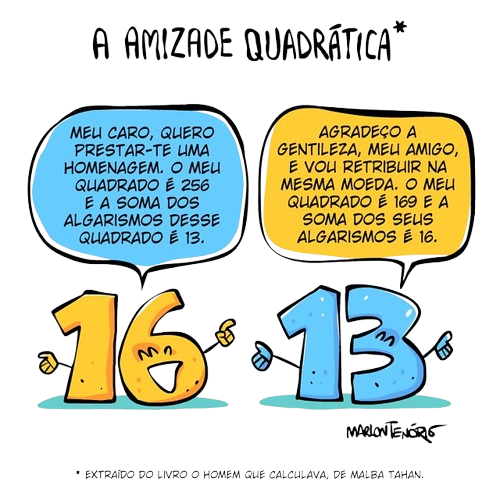 A AMIZADE QUADRÁTICA*
MEU CARO, QUERO
PRESTAR-TE UMA
HOMENAGEM. O MEU
QUADRADO É 256
E A SOMA DOS
ALGARISMOS DESSE
QUADRADO É 13.
AGRADEÇO A
GENTILEZA, MEU AMIGO,
E VOU RETRIBUIR NA
MESMA MOEDA. O MEU
QUADRADO É 169 E A
SOMA DOS SEUS
ALGARISMOS É 16.
16
13
MARLON TENÓRIO
* EXTRAÍDO DO LIVRO O HOMEM QUE CALCULAVA, DE MALBA TAHAN.